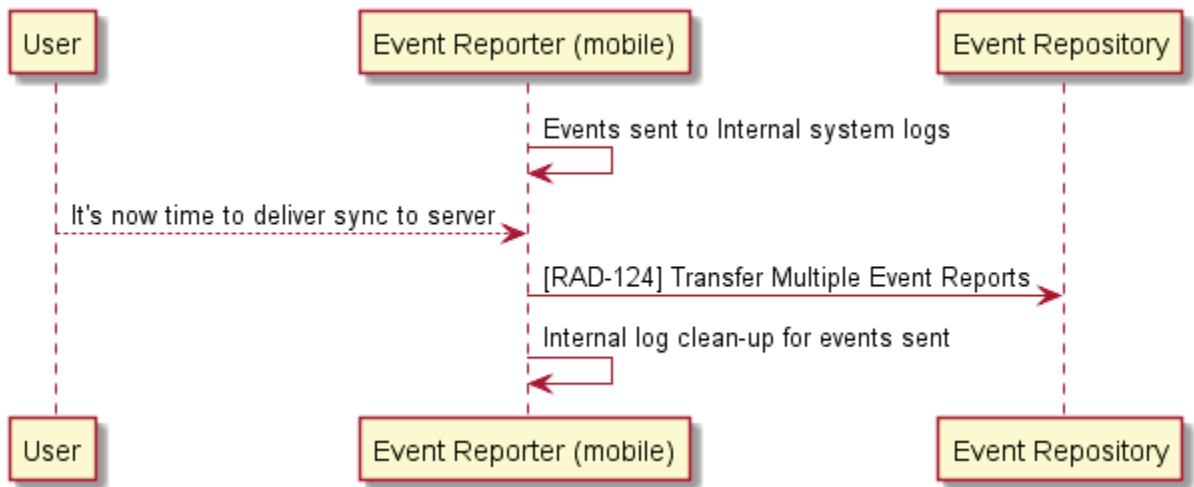 User
Event Reporter (mobile)
Event Repository
Events sent to Internal system logs
It's now time to deliver sync to server
[RAD-124] Transfer Multiple Event Reports
Internal log clean-up for events sent
User
Event Reporter (mobile)
Event Repository